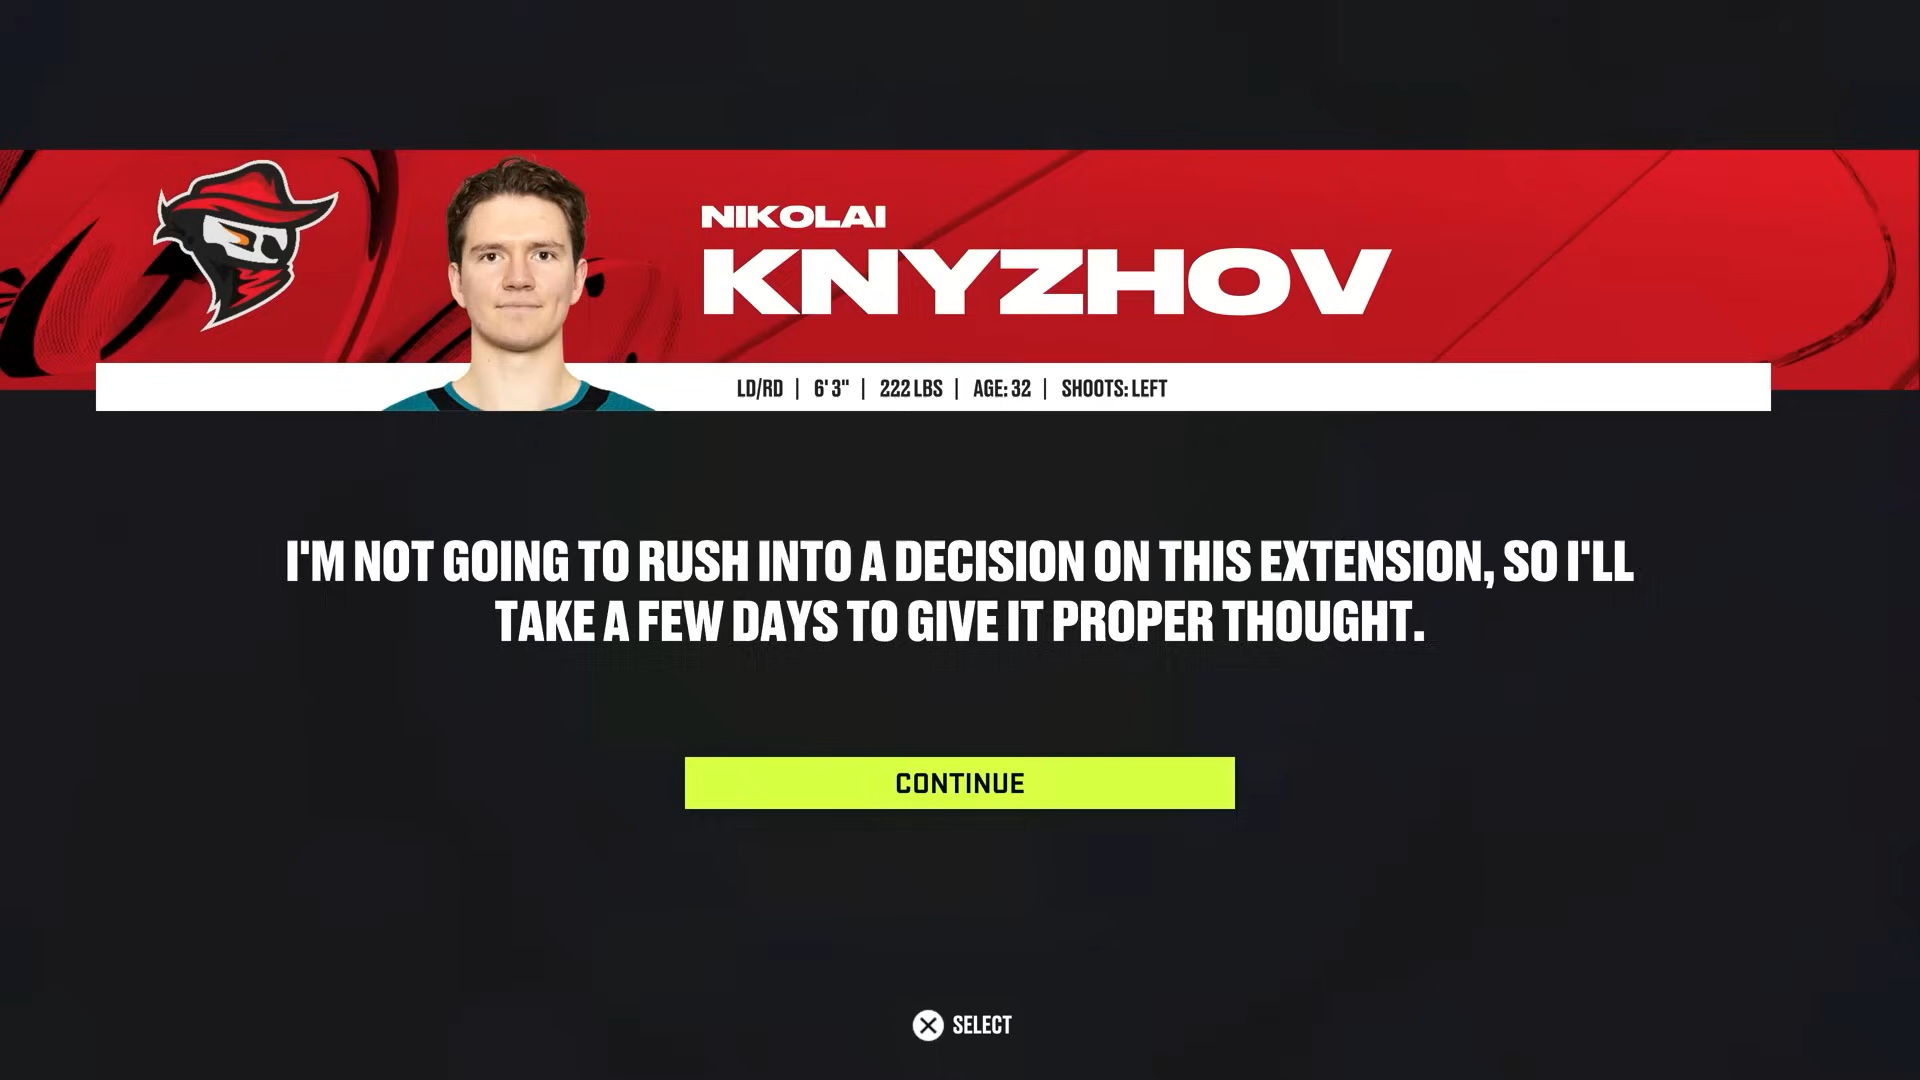 NIKOLAI
KNYZHOV
LD/RD | 6' 3" | 222 LBS | AGE: 32 | SHOOTS: LEFT
I'M NOT GOING TO RUSH INTO A DECISION ON THIS EXTENSION, SO I'LL
TAKE A FEW DAYS TO GIVE IT PROPER THOUGHT.
CONTINUE
SELECT